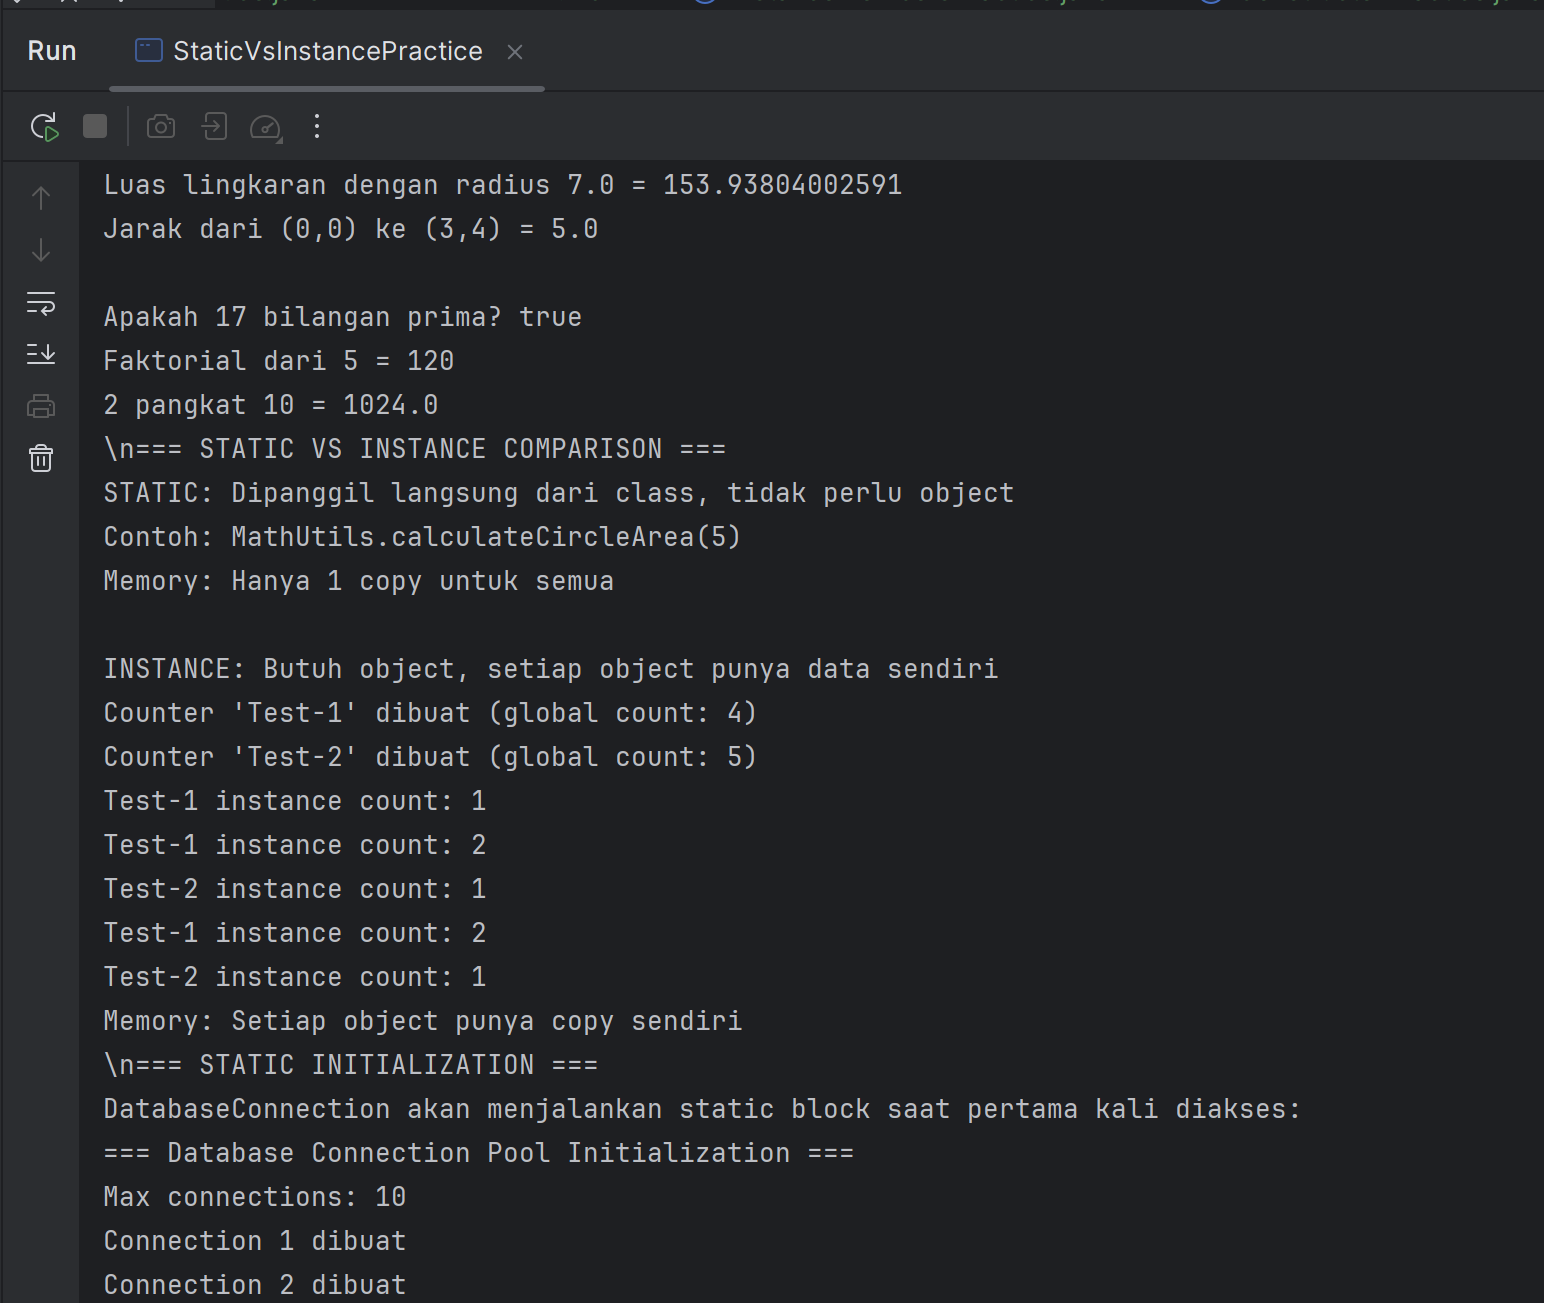 Run
StaticVsInstancePractice
Luas lingkaran dengan radius 7.0 = 153.93804002591
Jarak dari (0,0) ke (3,4) = 5.0
Apakah 17 bilangan prima? true
Faktorial dari 5 = 120
2 pangkat 10 = 1024.0
\n=== STATIC VS INSTANCE COMPARISON ===
STATIC: Dipanggil langsung dari class, tidak perlu object
Contoh: MathUtils.calculateCircleArea(5)
Memory: Hanya 1 copy untuk semua
INSTANCE: Butuh object, setiap object punya data sendiri
Counter 'Test-1' dibuat (global count: 4)
Counter 'Test-2' dibuat (global count: 5)
Test-1 instance count: 1
Test-1 instance count: 2
Test-2 instance count: 1
Test-1 instance count: 2
Test-2 instance count: 1
Memory: Setiap object punya copy sendiri
\n=== STATIC INITIALIZATION ===
DatabaseConnection akan menjalankan static block saat pertama kali diakses:
=== Database Connection Pool Initialization ===
Max connections: 10
Connection 1 dibuat
Connection 2 dibuat